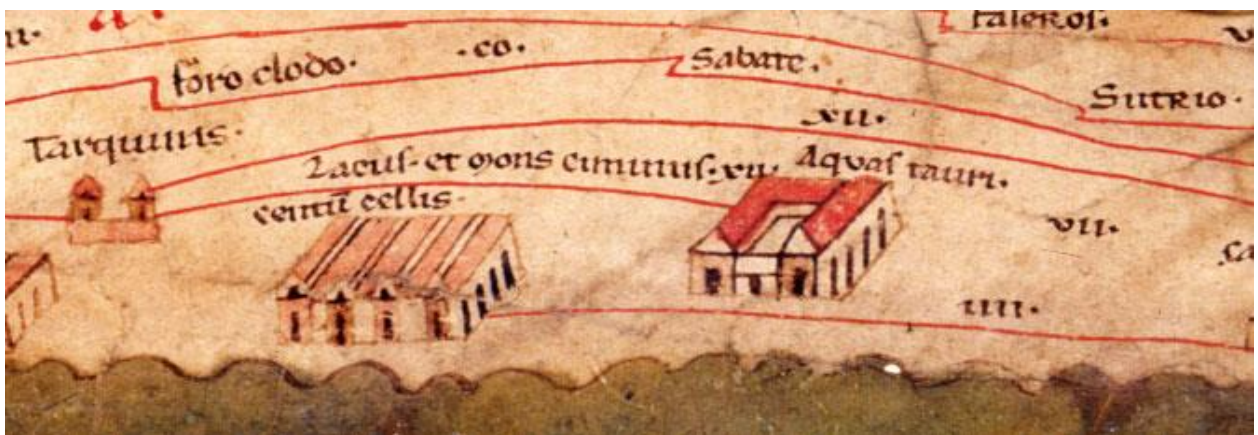 faleros.
foro clodo. .co. Sabate.
Sutrio.
Tarquinis. xii.
Lacus. et mons ciminus. xii. Aquas tauri.
centū cellis.
vii.
iiii.